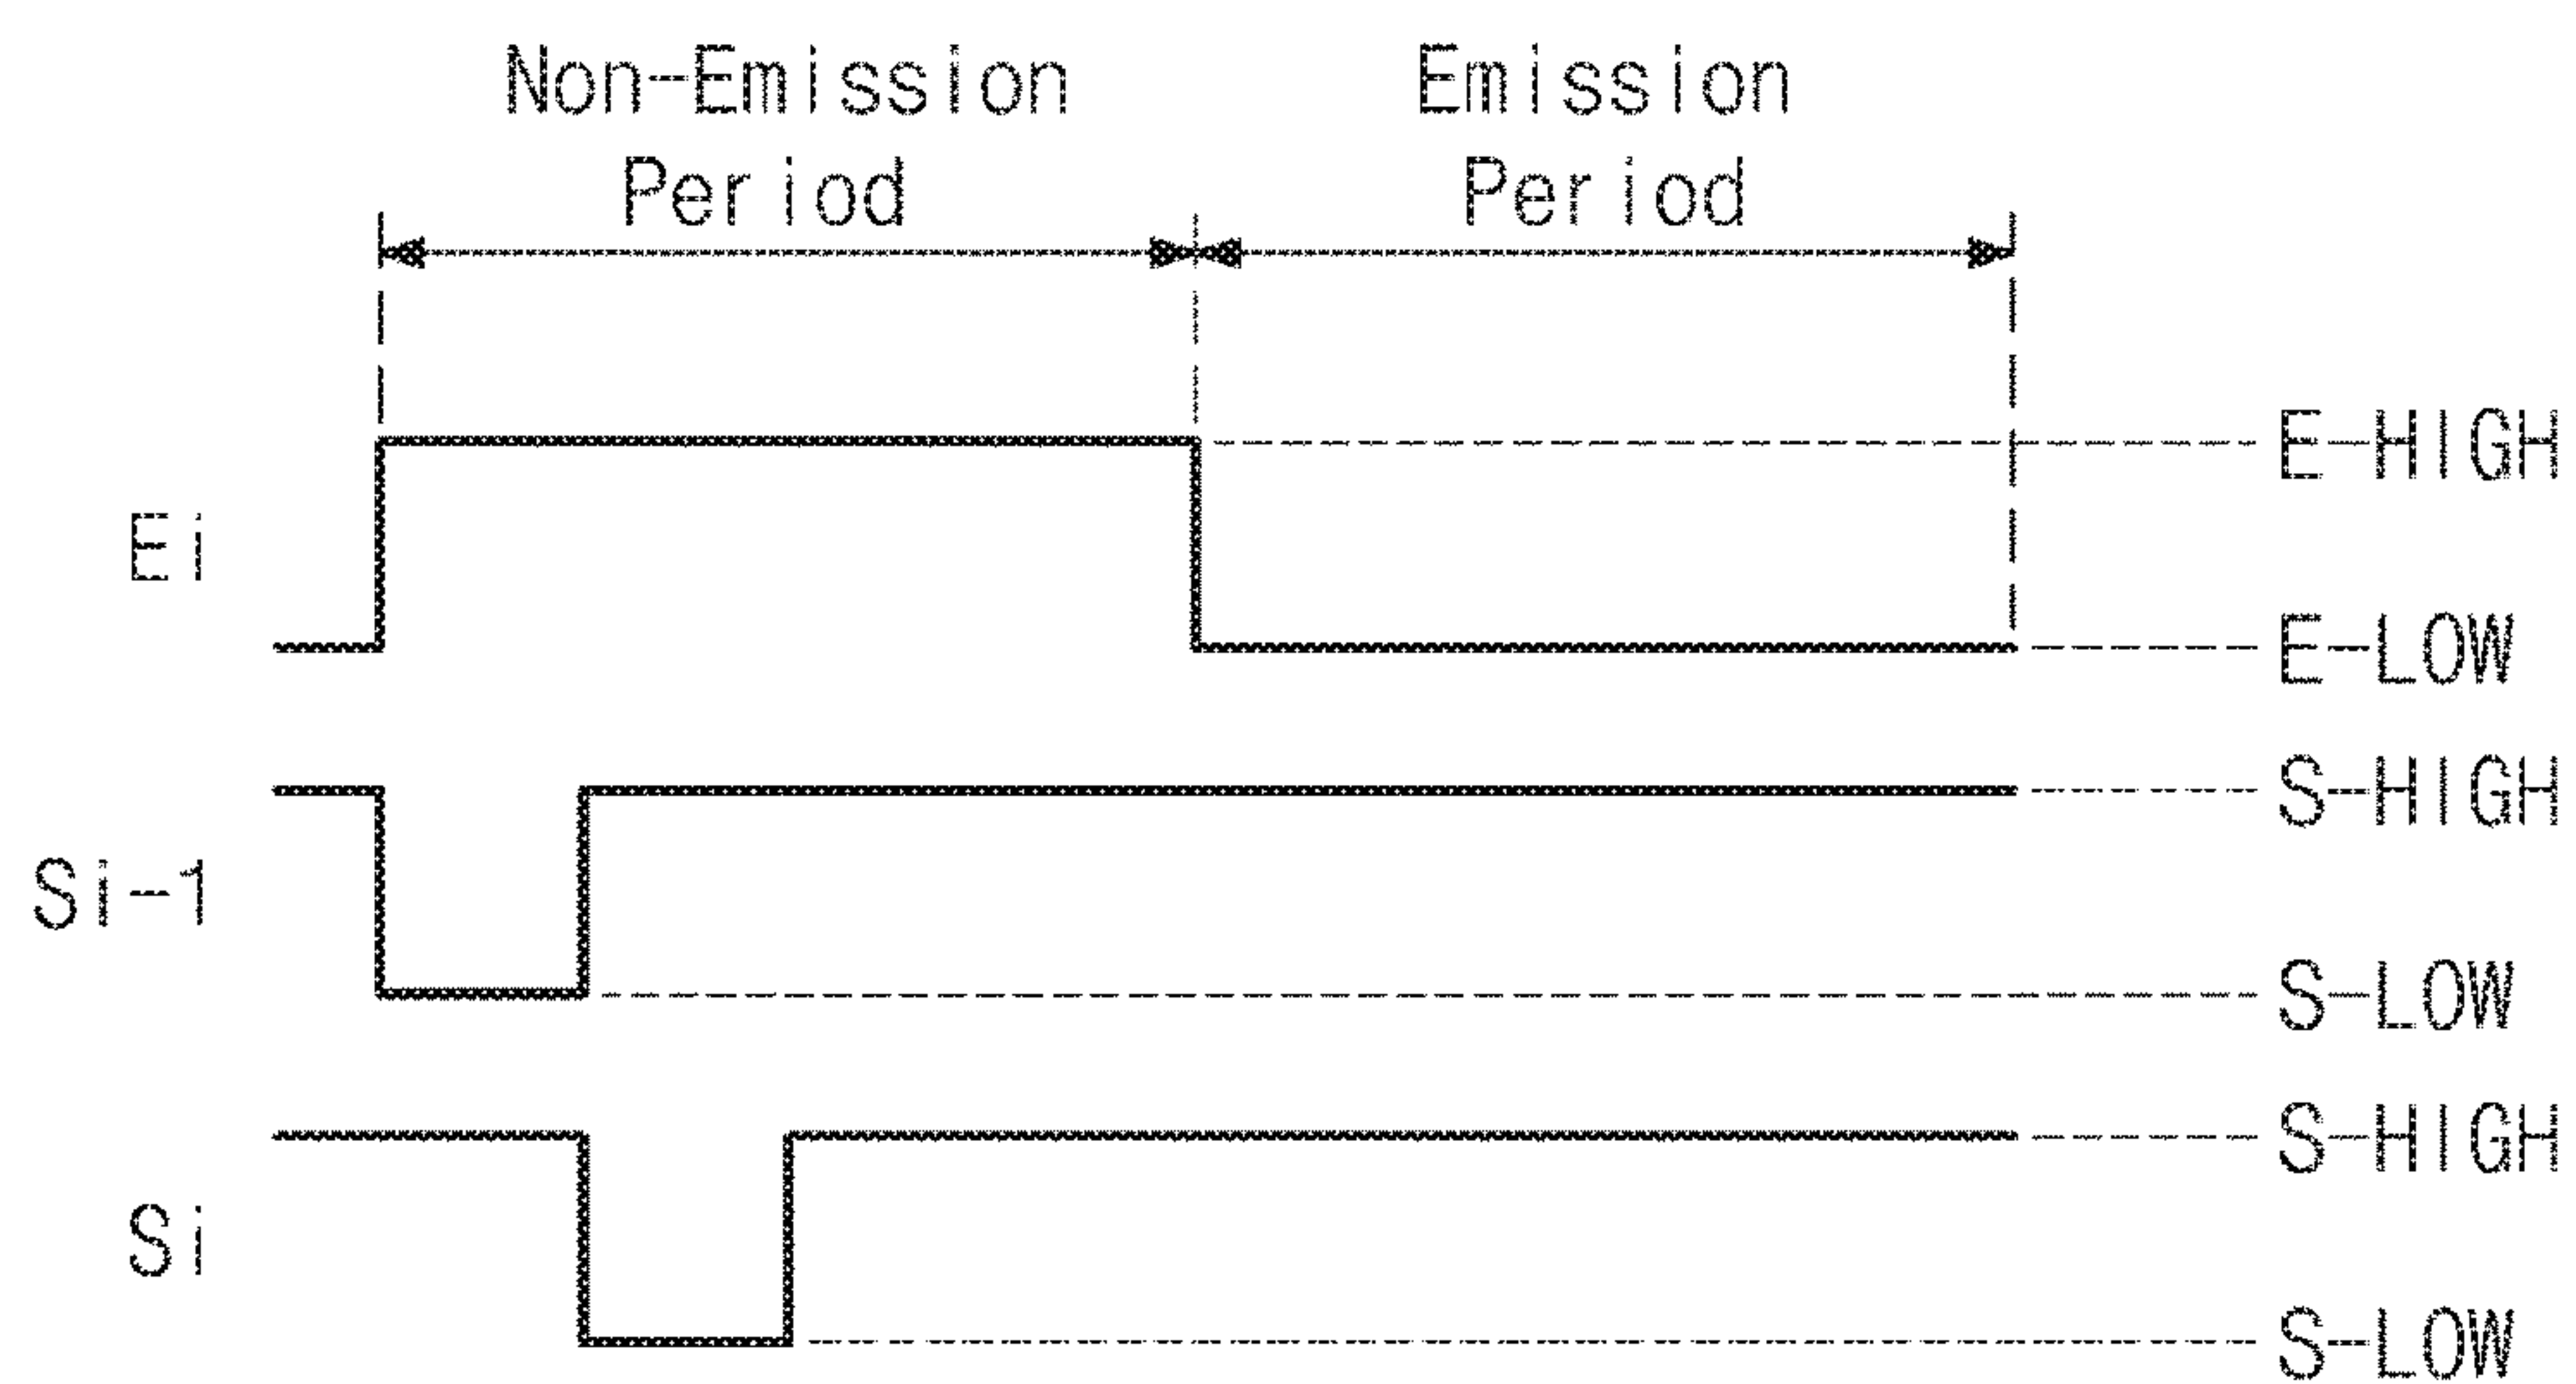 Non-Emission
Period
Emission
Period
E-HIGH
Ei
E-LOW
S-HIGH
Si-1
S-LOW
S-HIGH
Si
S-LOW